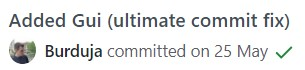 Added Gui (ultimate commit fix)
Burduja committed on 25 May